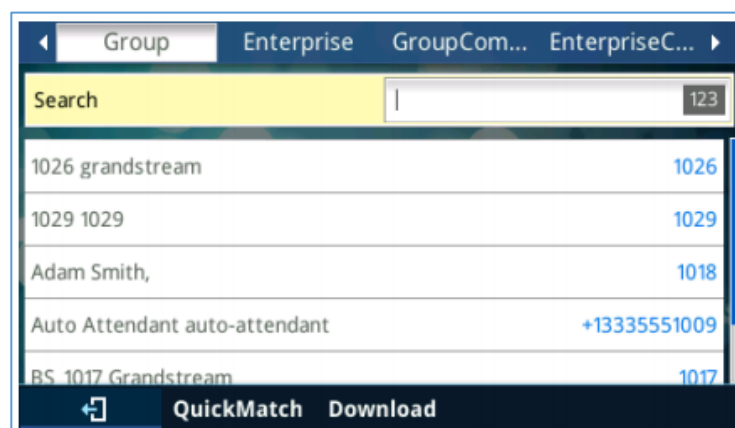 Group Enterprise GroupCom... EnterpriseC...
Search 123
1026 grandstream 1026
1029 1029 1029
Adam Smith, 1018
Auto Attendant auto-attendant +13335551009
BS 1017 Grandstream 1017
QuickMatch Download